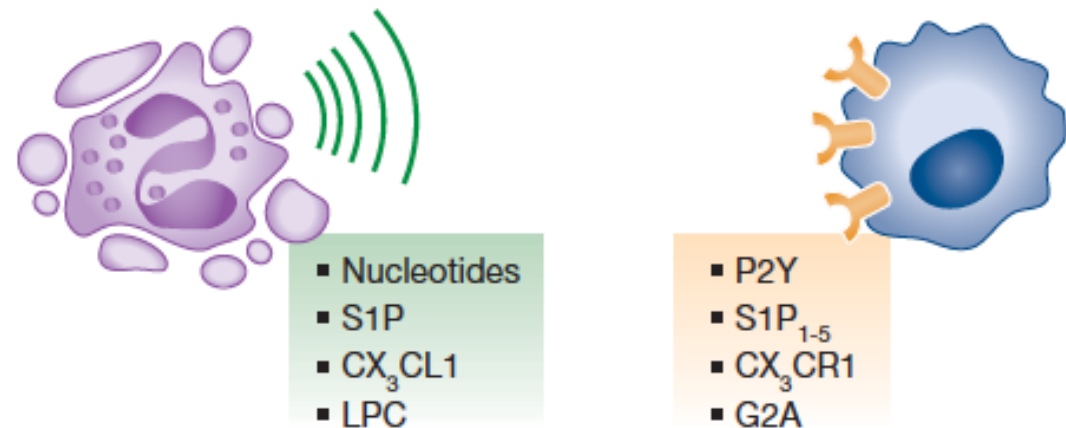 ▪ Nucleotides
▪ S1P
▪ CX₃CL1
▪ LPC
▪ P2Y
▪ S1P₁₋₅
▪ CX₃CR1
▪ G2A